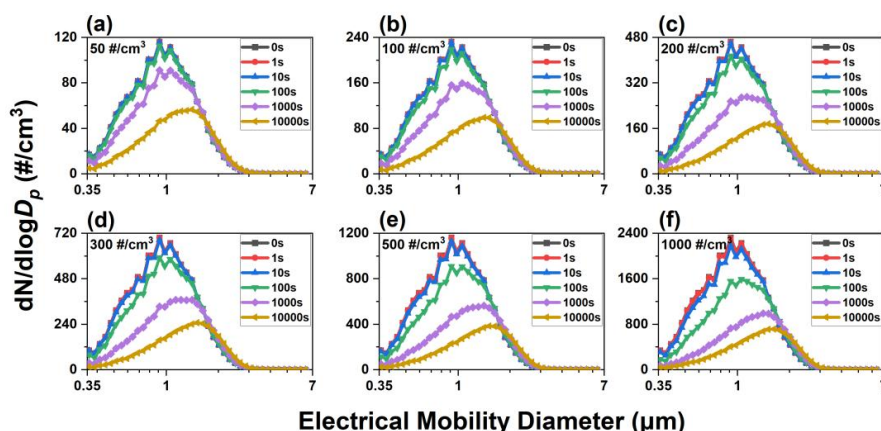 (a)
50 #/cm³
0s
1s
10s
100s
1000s
10000s
120
80
40
0
0.35
1
7
(b)
100 #/cm³
0s
1s
10s
100s
1000s
10000s
240
160
80
0
0.35
1
7
(c)
200 #/cm³
0s
1s
10s
100s
1000s
10000s
480
320
160
0
0.35
1
7
dN/dlogDₚ (#/cm³)
(d)
300 #/cm³
0s
1s
10s
100s
1000s
10000s
720
480
240
0
0.35
1
7
(e)
500 #/cm³
0s
1s
10s
100s
1000s
10000s
1200
800
400
0
0.35
1
7
(f)
1000 #/cm³
0s
1s
10s
100s
1000s
10000s
2400
1600
800
0
0.35
1
Electrical Mobility Diameter (μm)